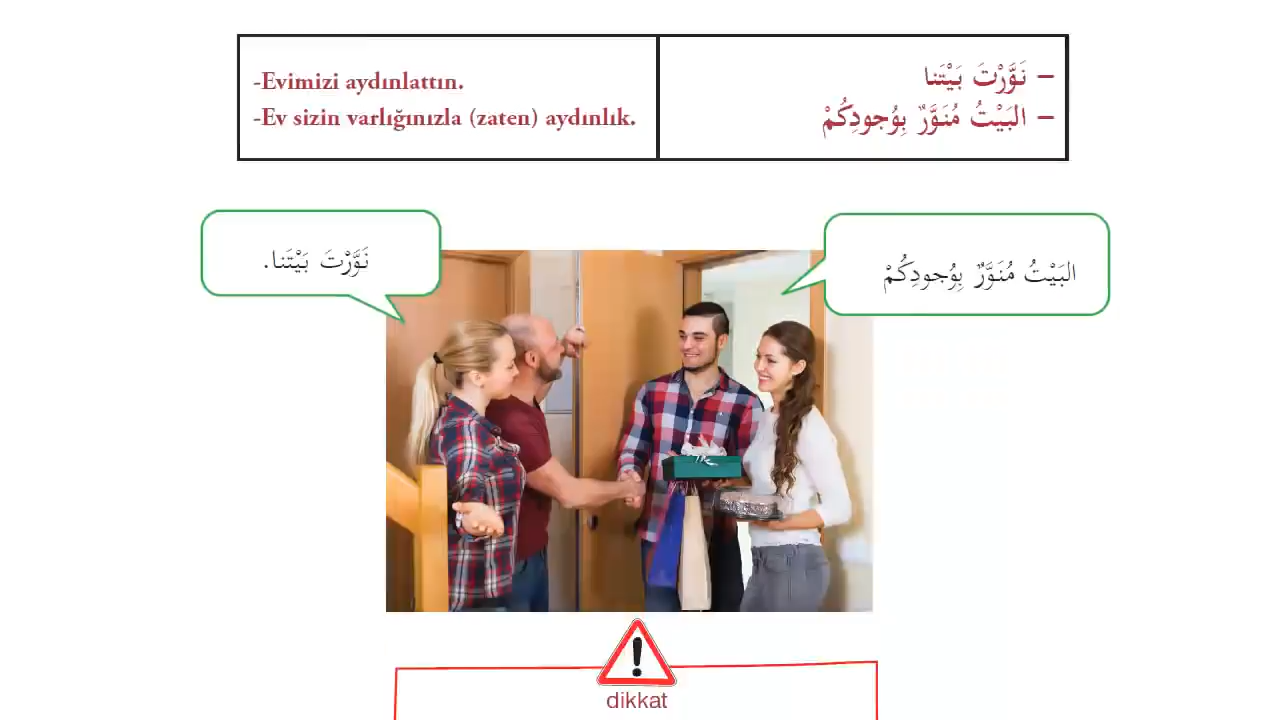 -Evimizi aydınlattın.
-Ev sizin varlığınızla (zaten) aydınlık.
– نَوَّرْتَ بَيْتَنا
– البَيْتُ مُنَوَّرٌ بِوُجودِكُمْ
نَوَّرْتَ بَيْتَنا.
البَيْتُ مُنَوَّرٌ بِوُجودِكُمْ
!
dikkat